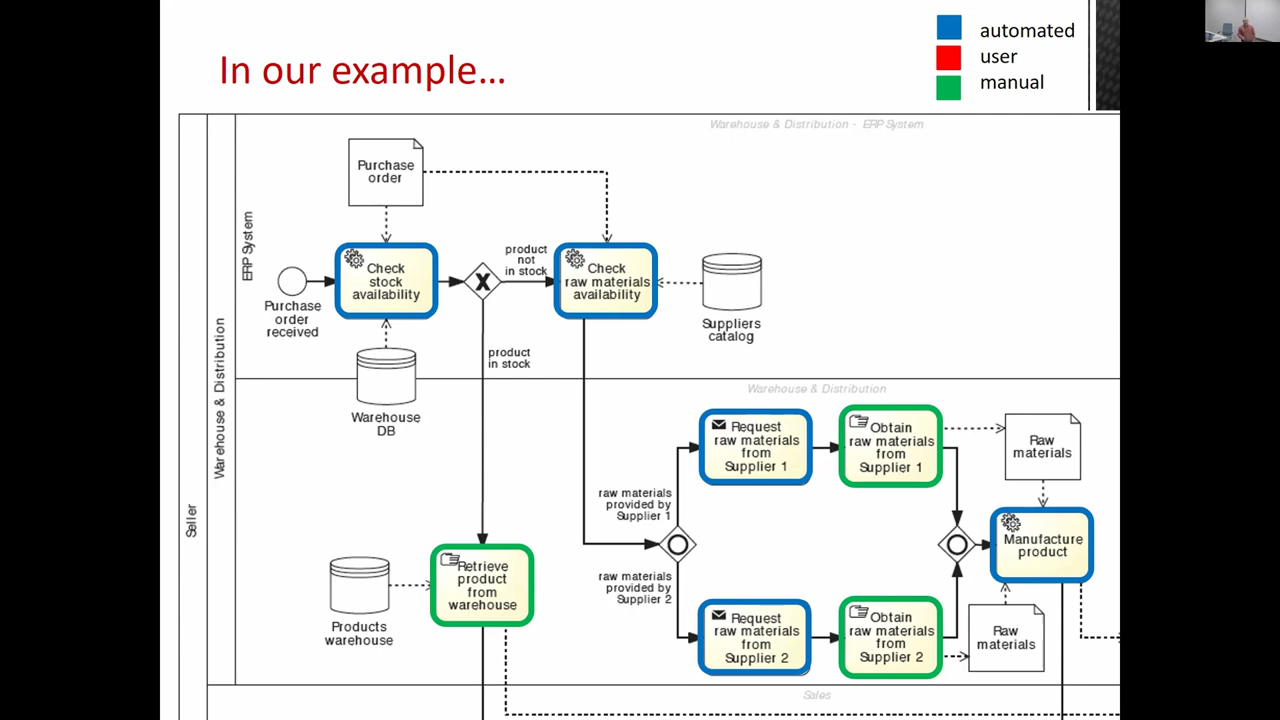 In our example...
automated
user
manual
Warehouse & Distribution - ERP System
ERP System
Warehouse & Distribution
Seller
Purchase
order
Purchase
order
received
Check
stock
availability
Warehouse
DB
product
not
in stock
product
in stock
Check
raw materials
availability
Suppliers
catalog
Warehouse & Distribution
Request
raw materials
from
Supplier 1
Obtain
raw materials
from
Supplier 1
Raw
materials
raw materials
provided by
Supplier 1
raw materials
provided by
Supplier 2
Manufacture
product
Retrieve
product
from
warehouse
Products
warehouse
Request
raw materials
from
Supplier 2
Obtain
raw materials
from
Supplier 2
Raw
materials
Sales